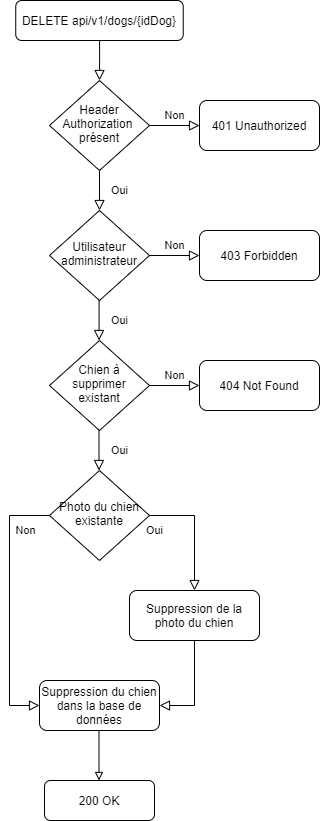 DELETE api/v1/dogs/{idDog}
Header
Authorization
présent
Non
401 Unauthorized
Oui
Utilisateur
administrateur
Non
403 Forbidden
Oui
Chien à
supprimer
existant
Non
404 Not Found
Oui
Photo du chien
existante
Non
Oui
Suppression de la
photo du chien
Suppression du chien
dans la base de
données
200 OK